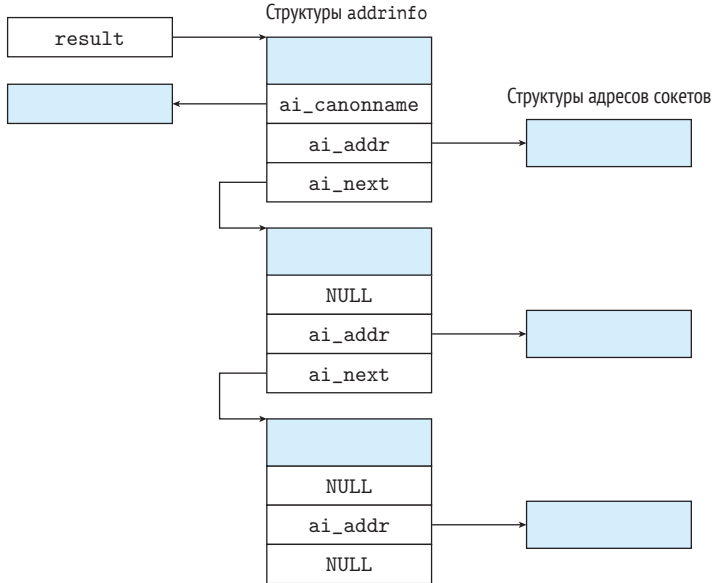 Структуры addrinfo
result
ai_canonname
Структуры адресов сокетов
ai_addr
ai_next
NULL
ai_addr
ai_next
NULL
ai_addr
NULL